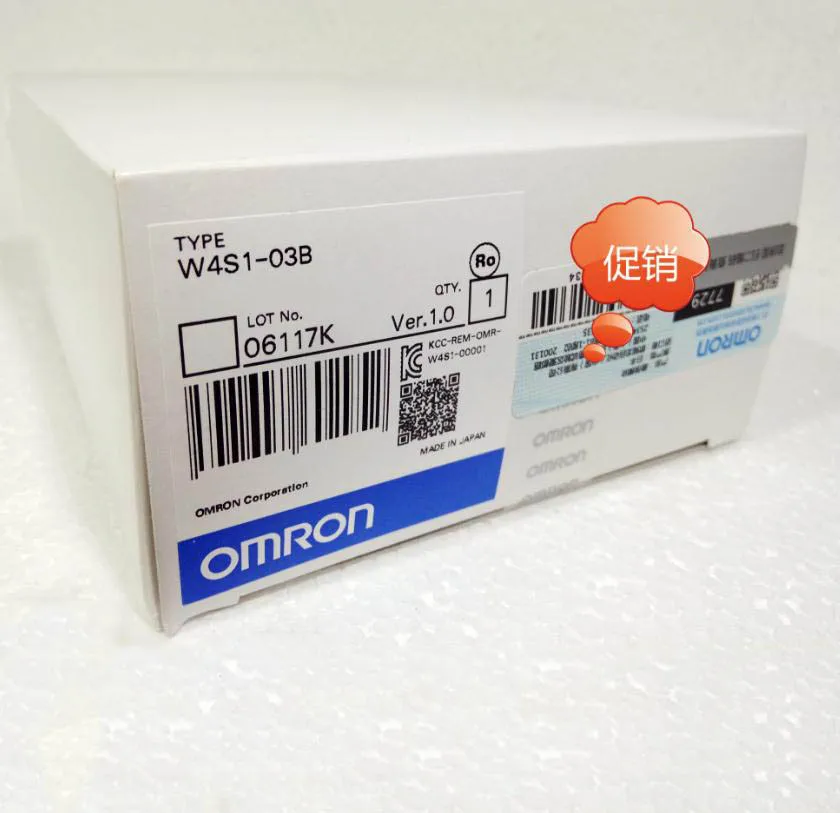 TYPE
W4S1-03B
Ro
QTY.
1
LOT No.
06117K
Ver.1.0
KCC-REM-OMR-
W4S1-00001
MADE IN JAPAN
OMRON Corporation
OMRON
促销
7729
OMRON
OMRON
OMRON
OMRON